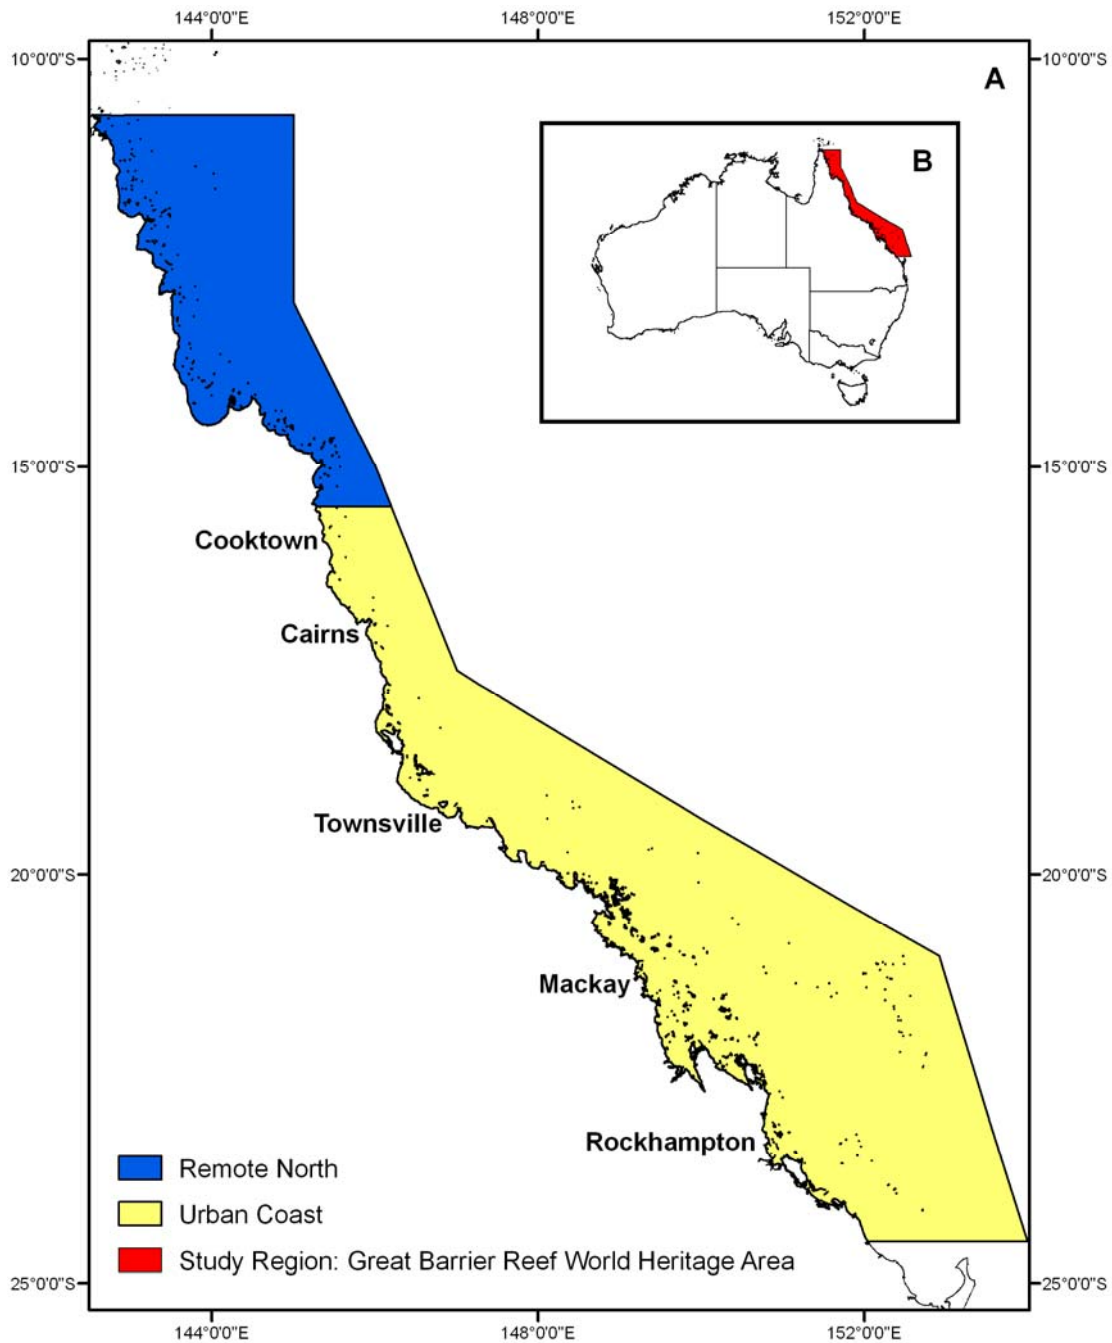 144°0'0"E 148°0'0"E 152°0'0"E
10°0'0"S 10°0'0"S
A
B
15°0'0"S 15°0'0"S
Cooktown
Cairns
Townsville
20°0'0"S 20°0'0"S
Mackay
Rockhampton
Remote North
Urban Coast
Study Region: Great Barrier Reef World Heritage Area
25°0'0"S 25°0'0"S
144°0'0"E 148°0'0"E 152°0'0"E